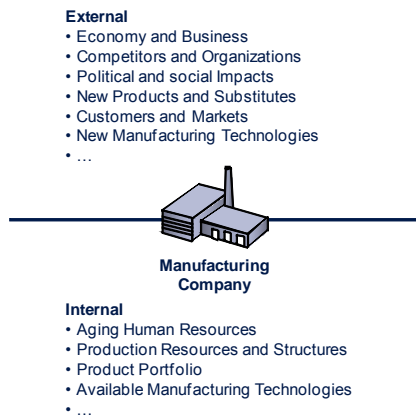 External
• Economy and Business
• Competitors and Organizations
• Political and social Impacts
• New Products and Substitutes
• Customers and Markets
• New Manufacturing Technologies
• ...
Manufacturing
Company
Internal
• Aging Human Resources
• Production Resources and Structures
• Product Portfolio
• Available Manufacturing Technologies
• ...